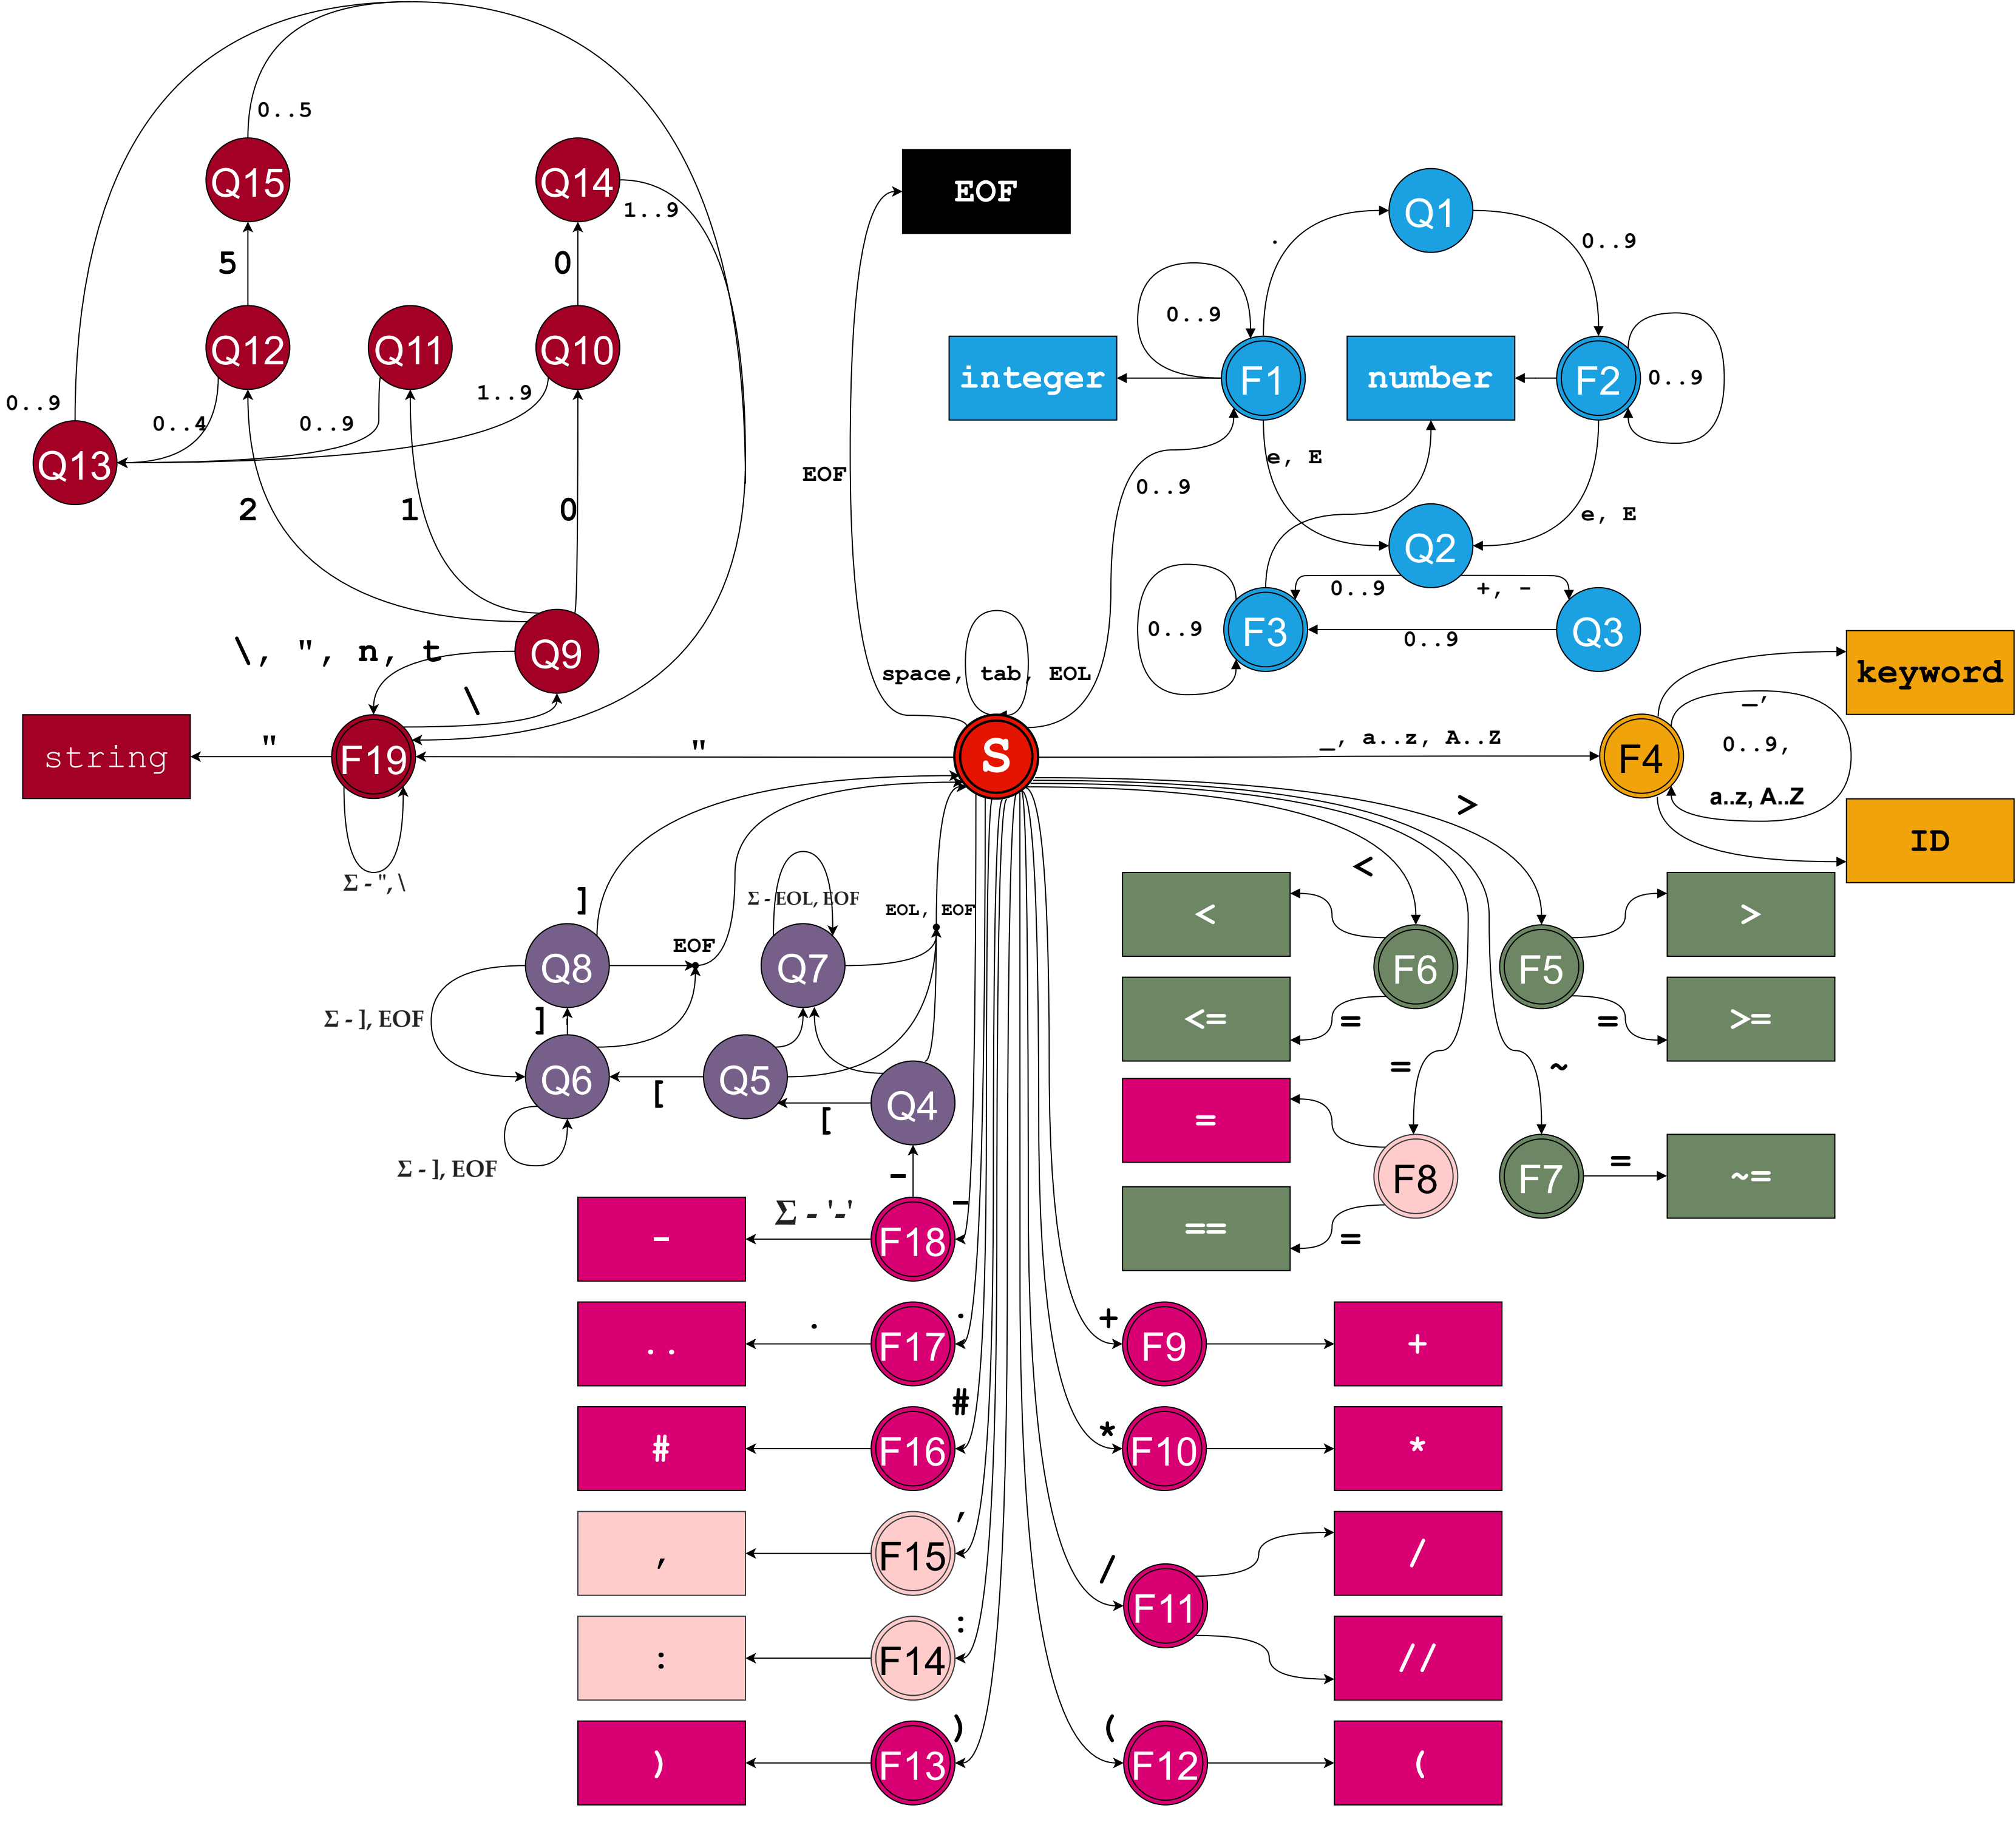 0..5
Q15
Q14
1..9
EOF
Q1
.
0..9
5
0
0..9
Q12
Q11
Q10
integer
F1
number
F2
0..9
0..9
0..4
0..9
1..9
Q13
EOF
0..9
e, E
2
1
0
e, E
Q2
0..9
+, -
0..9
F3
0..9
Q3
\, ", n, t
Q9
\
space, tab, EOL
keyword
string
"
F19
"
S
_, a..z, A..Z
F4
_,
0..9,
a..z, A..Z
ID
Σ - ", \
]
Σ - EOL, EOF
EOL, EOF
>
<
<
F6
F5
>
EOF
Q8
Q7
Σ - ], EOF
]
<=
=
=
>=
Q6
[
Q5
[
Q4
=
~
=
Σ - ], EOF
-
F8
F7
=
~=
Σ - '-'
-
-
F18
==
=
.
.
..
F17
+
F9
+
#
#
F16
*
F10
*
,
,
F15
/
/
F11
:
:
F14
//
)
)
F13
(
F12
(